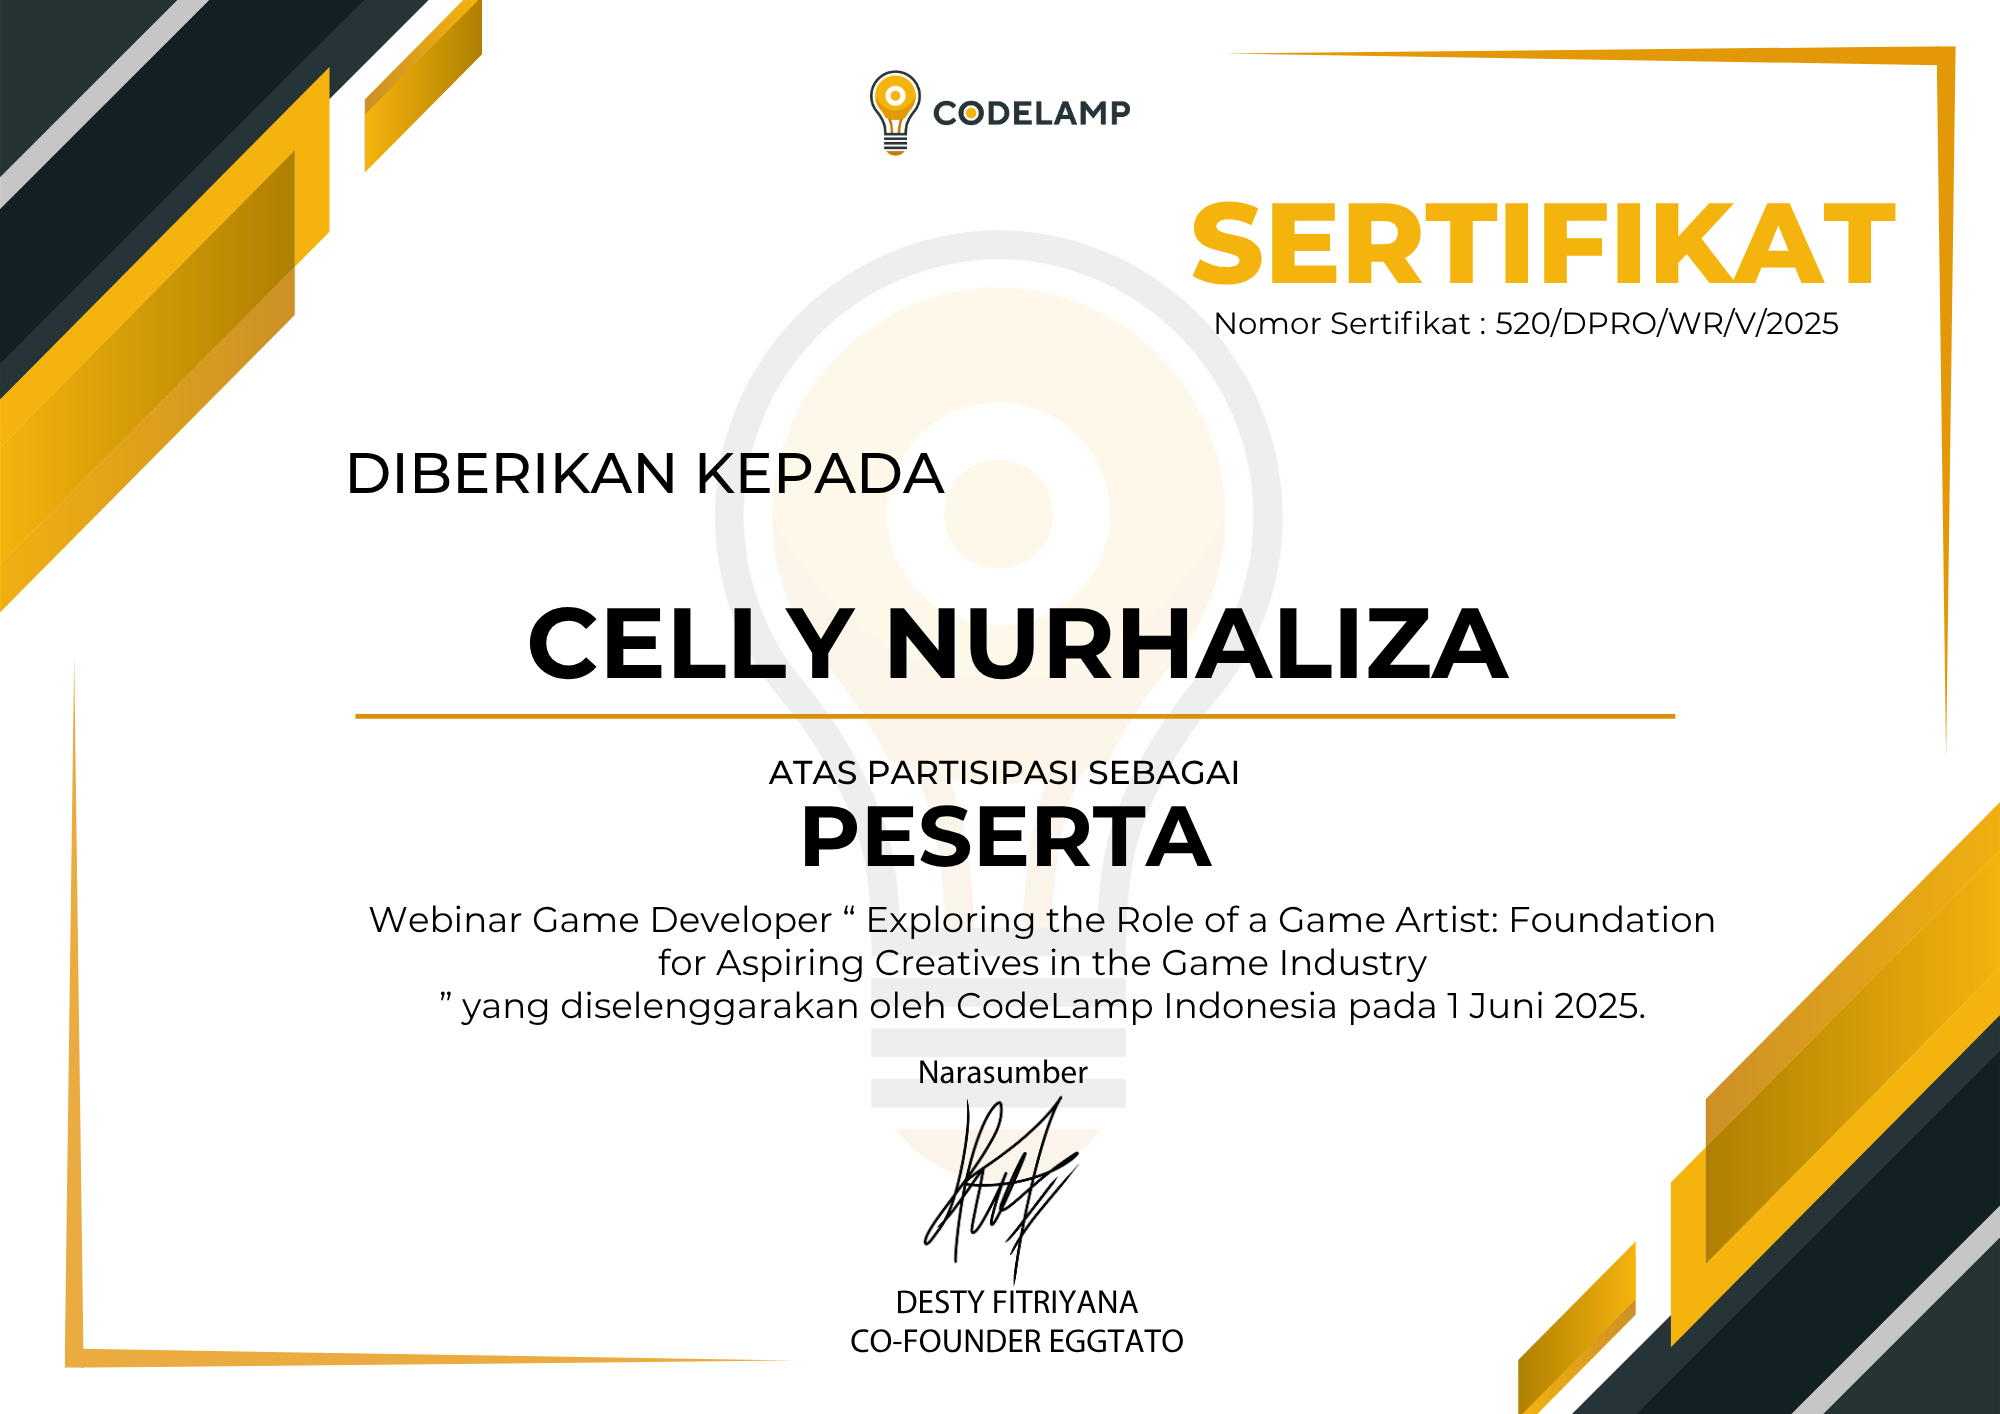 CODELAMP
SERTIFIKAT
Nomor Sertifikat : 520/DPRO/WR/V/2025
DIBERIKAN KEPADA
CELLY NURHALIZA
ATAS PARTISIPASI SEBAGAI
PESERTA
Webinar Game Developer “ Exploring the Role of a Game Artist: Foundation
for Aspiring Creatives in the Game Industry
” yang diselenggarakan oleh CodeLamp Indonesia pada 1 Juni 2025.
Narasumber
DESTY FITRIYANA
CO-FOUNDER EGGTATO